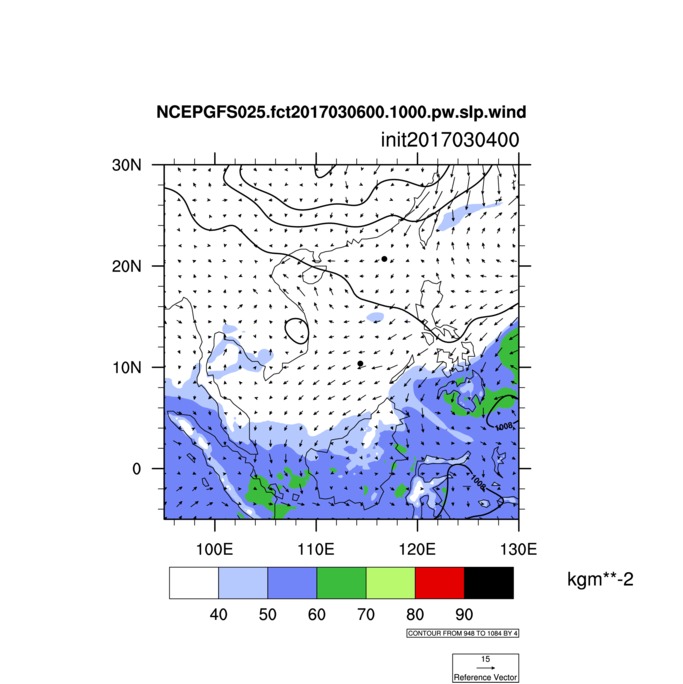 NCEPGFS025.fct2017030600.1000.pw.slp.wind
init2017030400
30N
20N
10N
0
1008
1008
100E
110E
120E
130E
kgm**-2
40
50
60
70
80
90
CONTOUR FROM 948 TO 1084 BY 4
15
Reference Vector